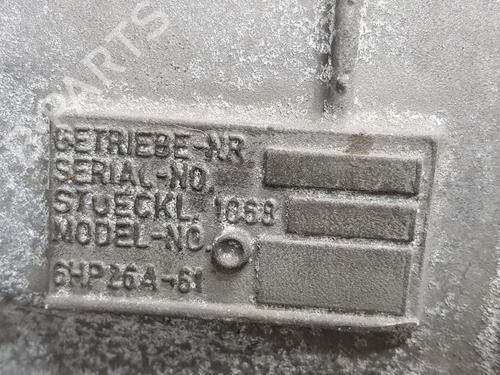 PARTS
GETRIEBE-NR.
SERIAL-NO.
STUECKL. 1068
MODEL-NO.
6HP26A-61